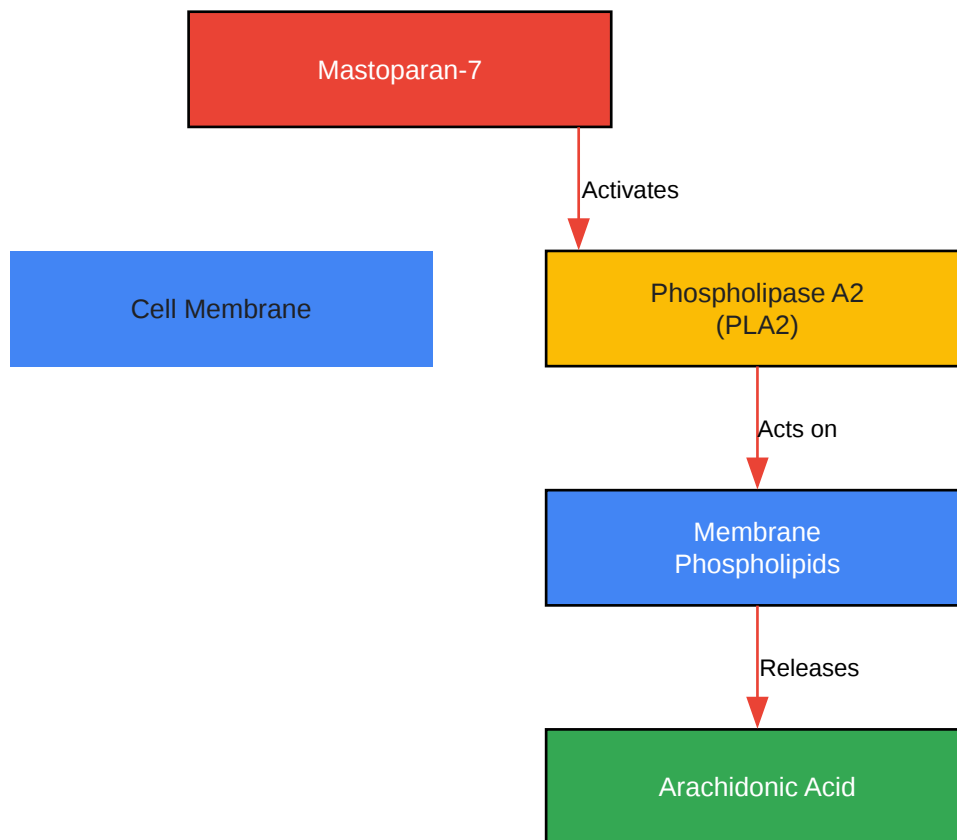 Mastoparan-7
Activates
Cell Membrane
Phospholipase A2
(PLA2)
Acts on
Membrane
Phospholipids
Releases
Arachidonic Acid